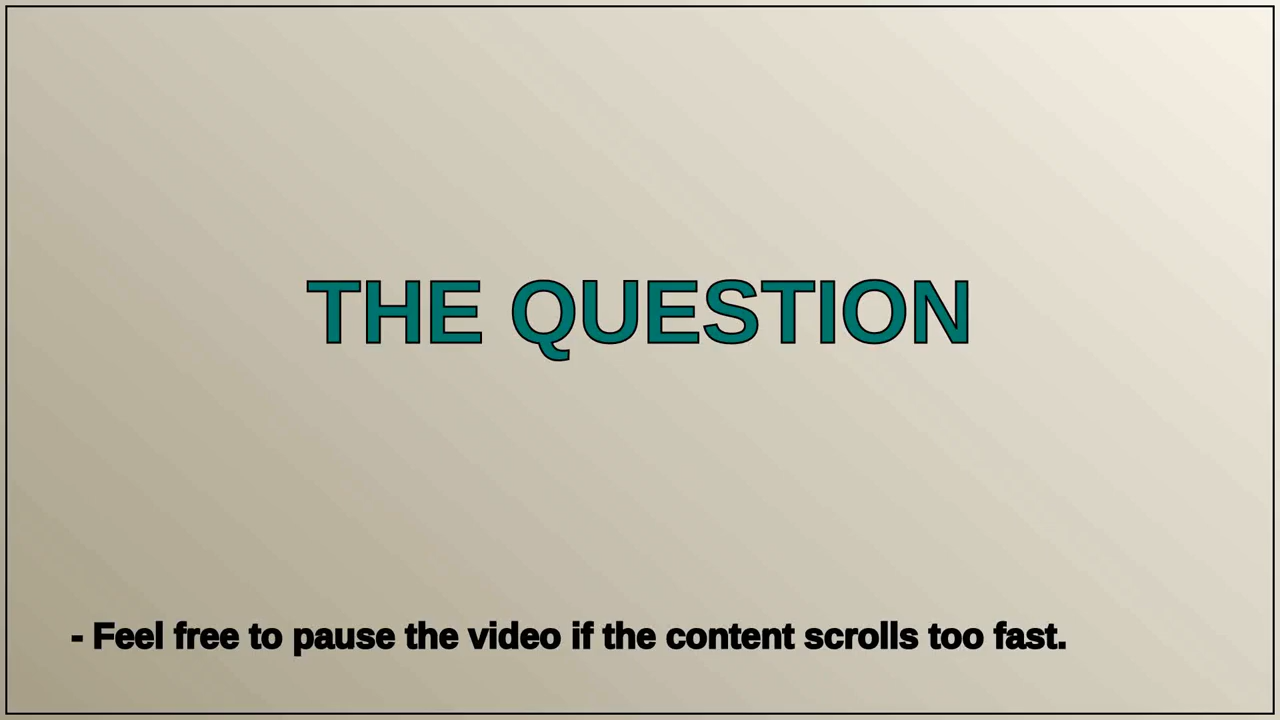 THE QUESTION
- Feel free to pause the video if the content scrolls too fast.